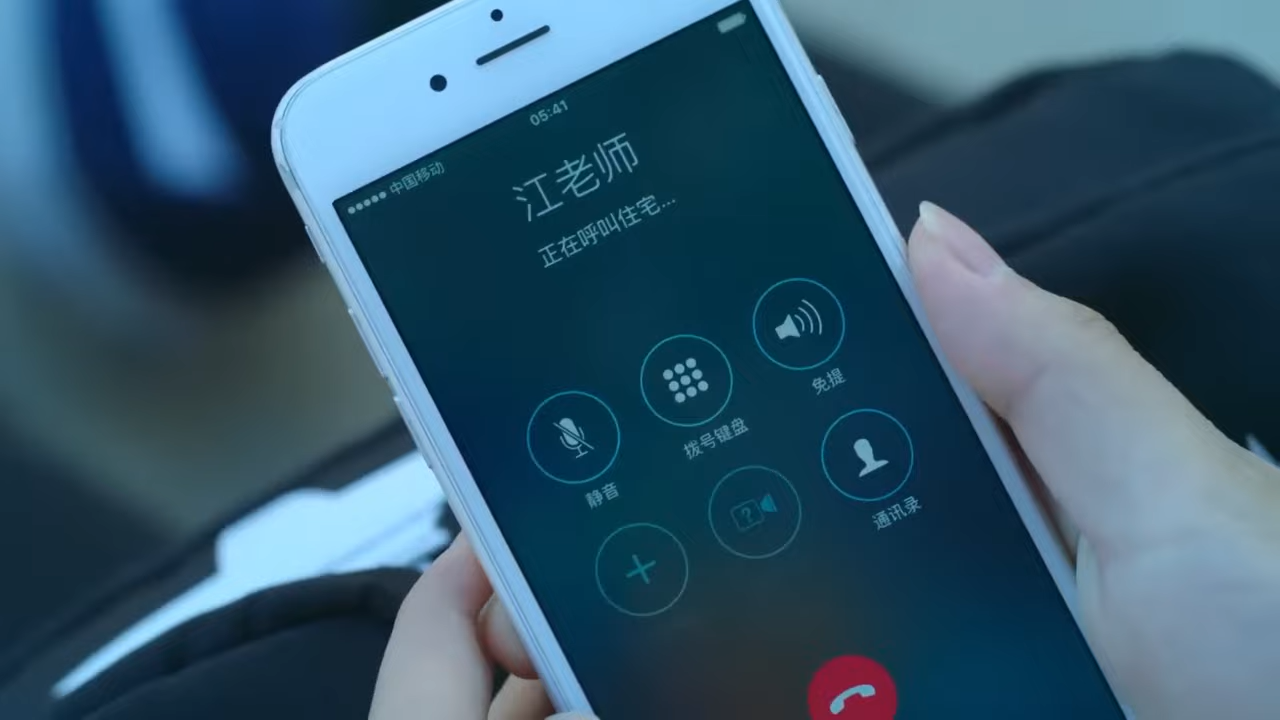 中国移动
05:41
江老师
正在呼叫住宅...
静音
拨号键盘
免提
?
通讯录